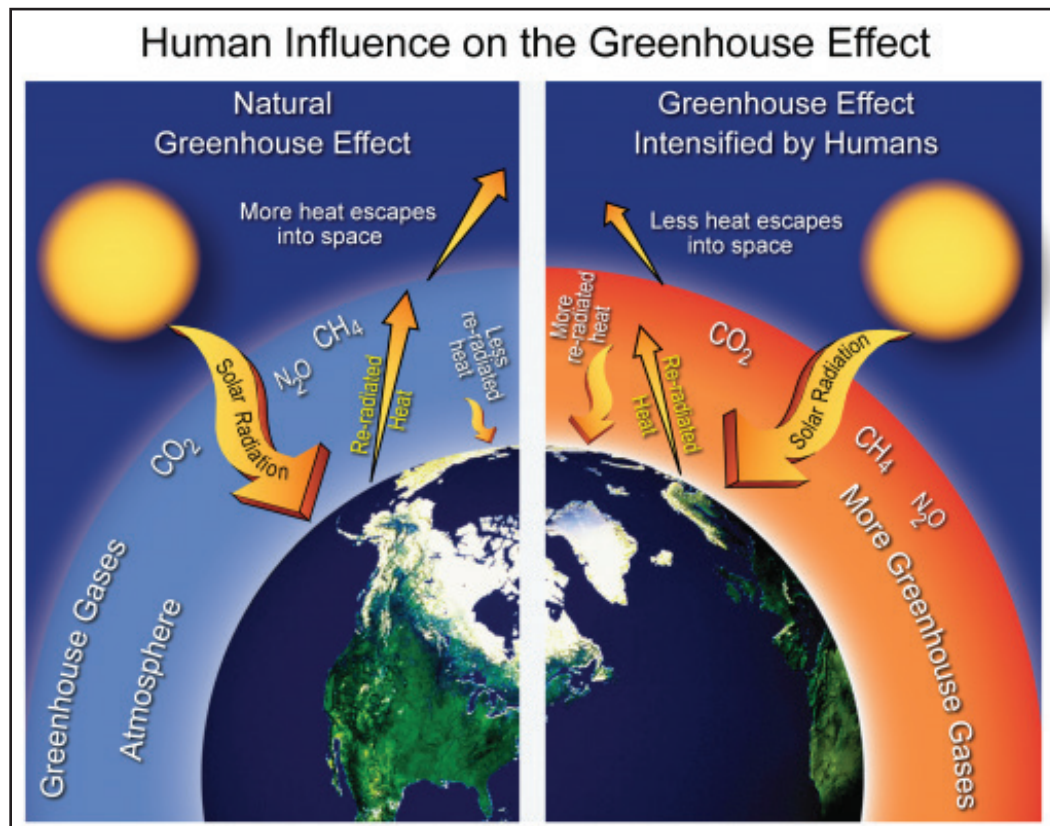 Human Influence on the Greenhouse Effect
Natural
Greenhouse Effect
More heat escapes
into space
CH₄
N₂O
CO₂
Solar Radiation
Re-radiated
Heat
Less
re-radiated
heat
Greenhouse Gases
Atmosphere
Greenhouse Effect
Intensified by Humans
Less heat escapes
into space
More
re-radiated
heat
Re-radiated
Heat
CO₂
Solar Radiation
CH₄
N₂O
More Greenhouse Gases